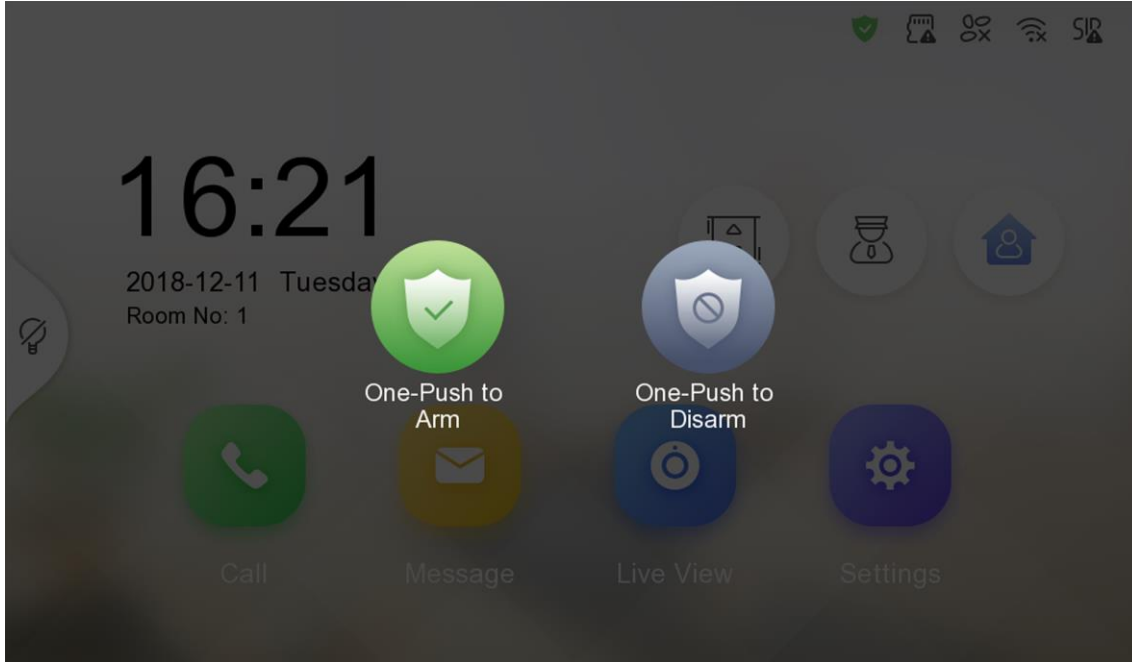 SIP
16:21
2018-12-11 Tuesday
Room No: 1
One-Push to
Arm
One-Push to
Disarm
Call
Message
Live View
Settings